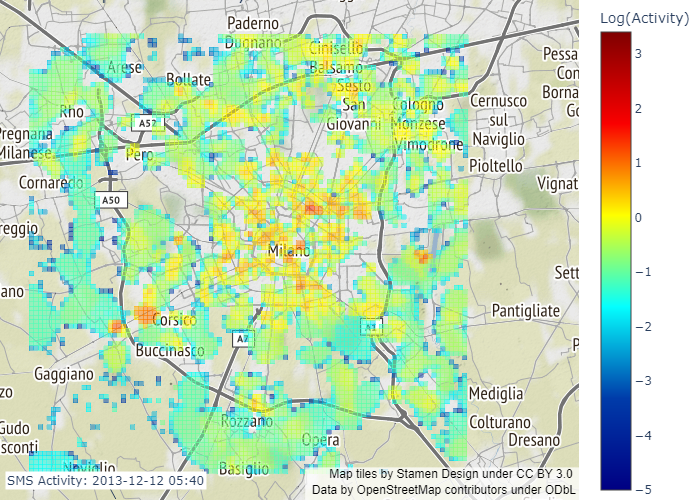 Paderno
Dugnano
Cinisello
Balsamo
Arese
Bollate
Sesto
San
Giovanni
Cologno
Monzese
Vimodrone
Cernusco
sul
Naviglio
Pioltello
Pessa
Con
Borna
Go
Rho
A57
Pregnana
Milanese
Pero
Cornaredo
A50
Vignat
reggio
Milano
Sett
ano
Pantigliate
Corsico
A7
A1
Buccinasco
P
Gaggiano
zo
Mediglia
Rozzano
Colturano
Gudo
sconti
Opera
Dresano
Naviglio
Basiglio
SMS Activity: 2013-12-12 05:40
Map tiles by Stamen Design under CC BY 3.0
Data by OpenStreetMap contributors under ODbL
Log(Activity)
3
2
1
0
−1
−2
−3
−4
−5